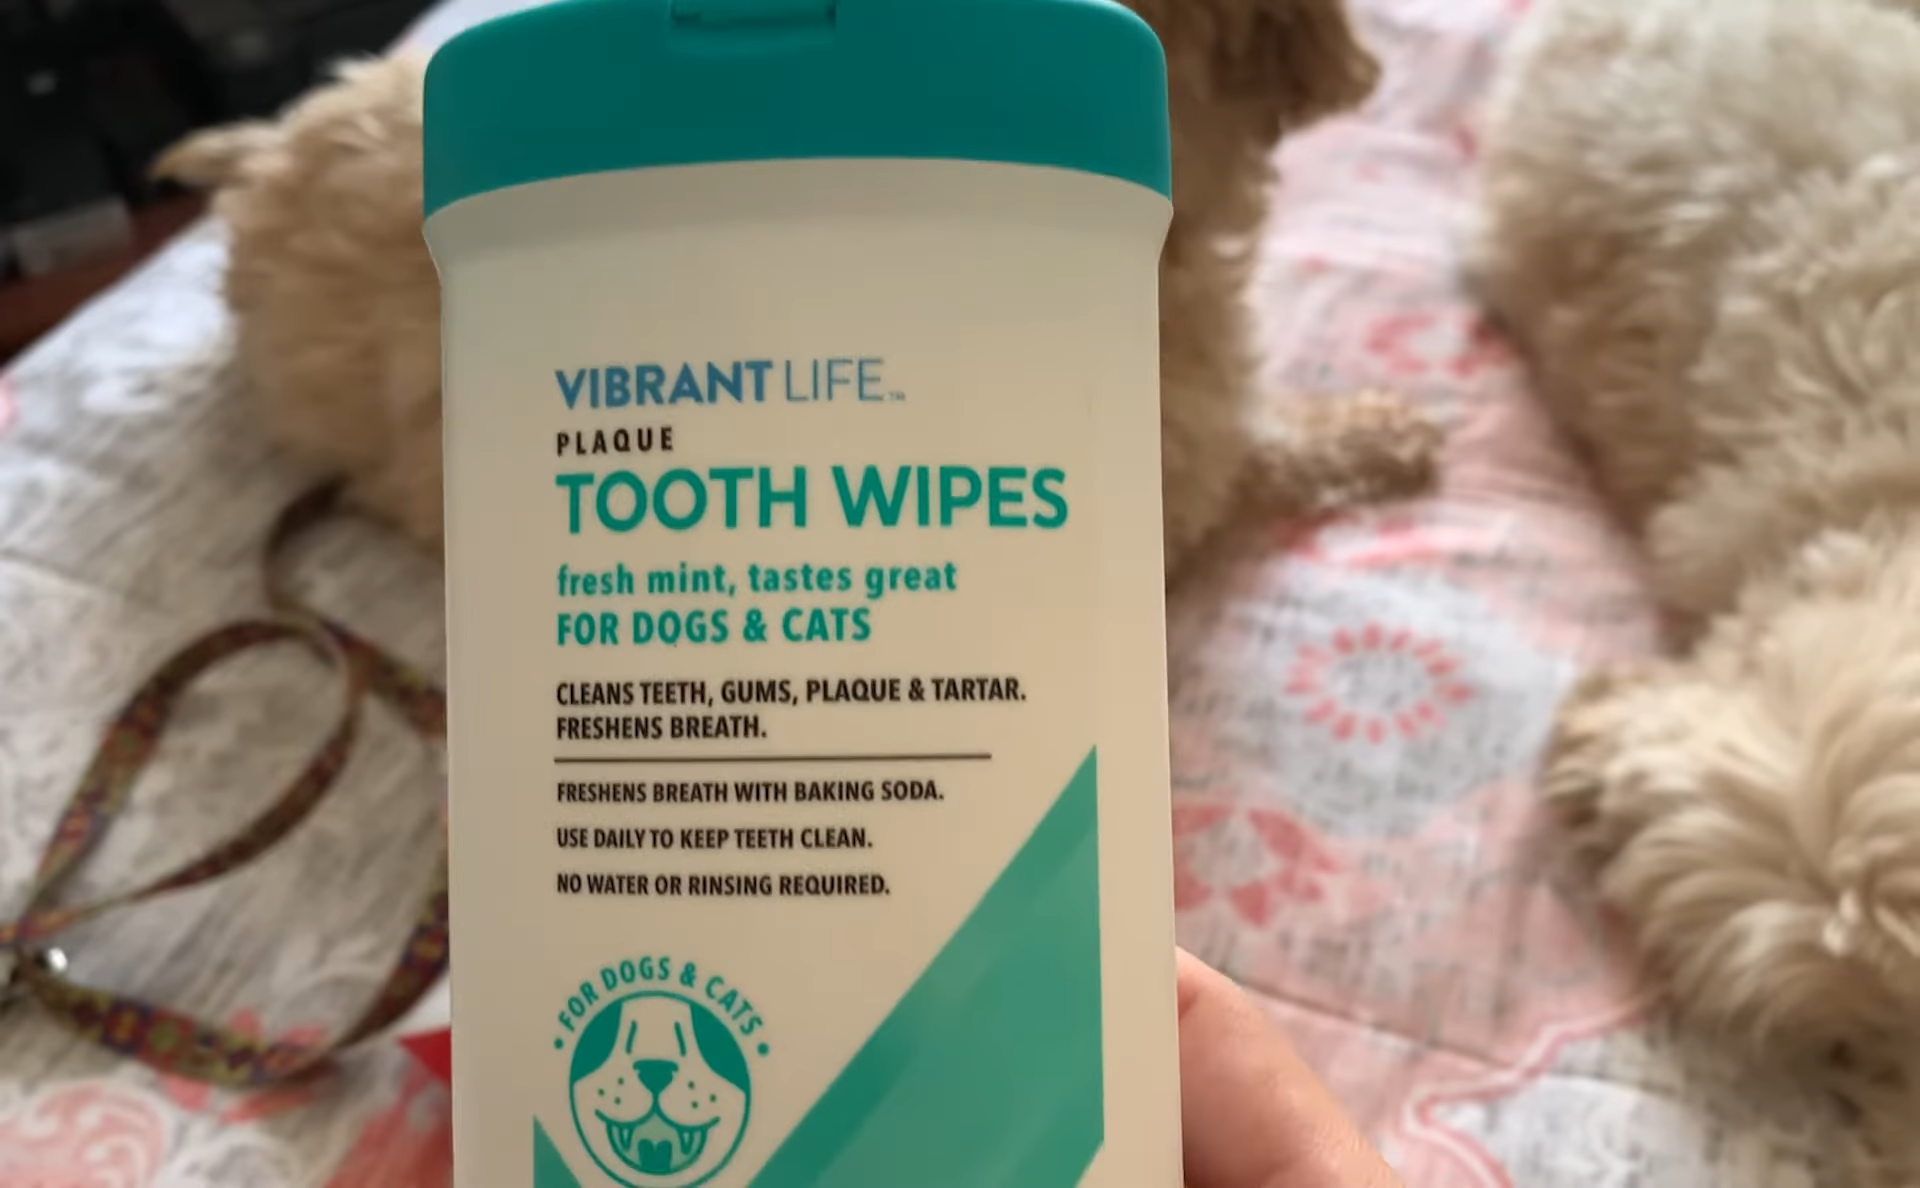 VIBRANT LIFE™
PLAQUE
TOOTH WIPES
fresh mint, tastes great
FOR DOGS & CATS
CLEANS TEETH, GUMS, PLAQUE & TARTAR.
FRESHENS BREATH.
FRESHENS BREATH WITH BAKING SODA.
USE DAILY TO KEEP TEETH CLEAN.
NO WATER OR RINSING REQUIRED.
• FOR DOGS & CATS •